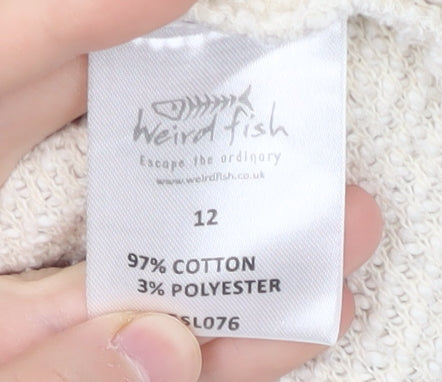 weird fish
Escape the ordinary
www.weirdfish.co.uk
12
97% COTTON
3% POLYESTER